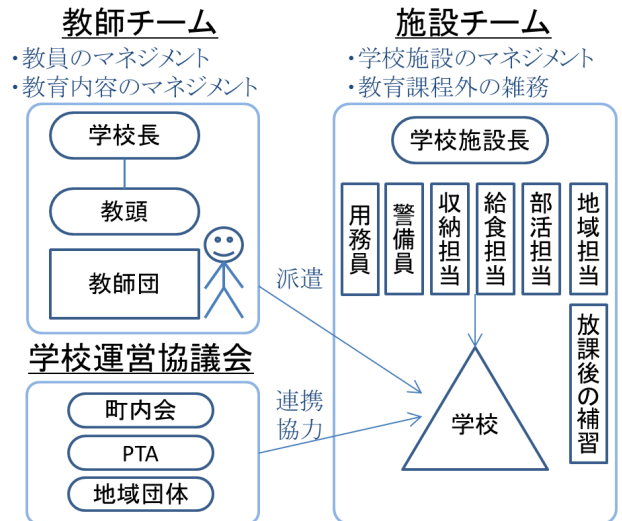 教師チーム
・教員のマネジメント
・教育内容のマネジメント
学校長
教頭
教師団
学校運営協議会
町内会
PTA
地域団体
派遣
連携
協力
施設チーム
・学校施設のマネジメント
・教育課程外の雑務
学校施設長
用務員
警備員
収納担当
給食担当
部活担当
地域担当
放課後の補習
学校